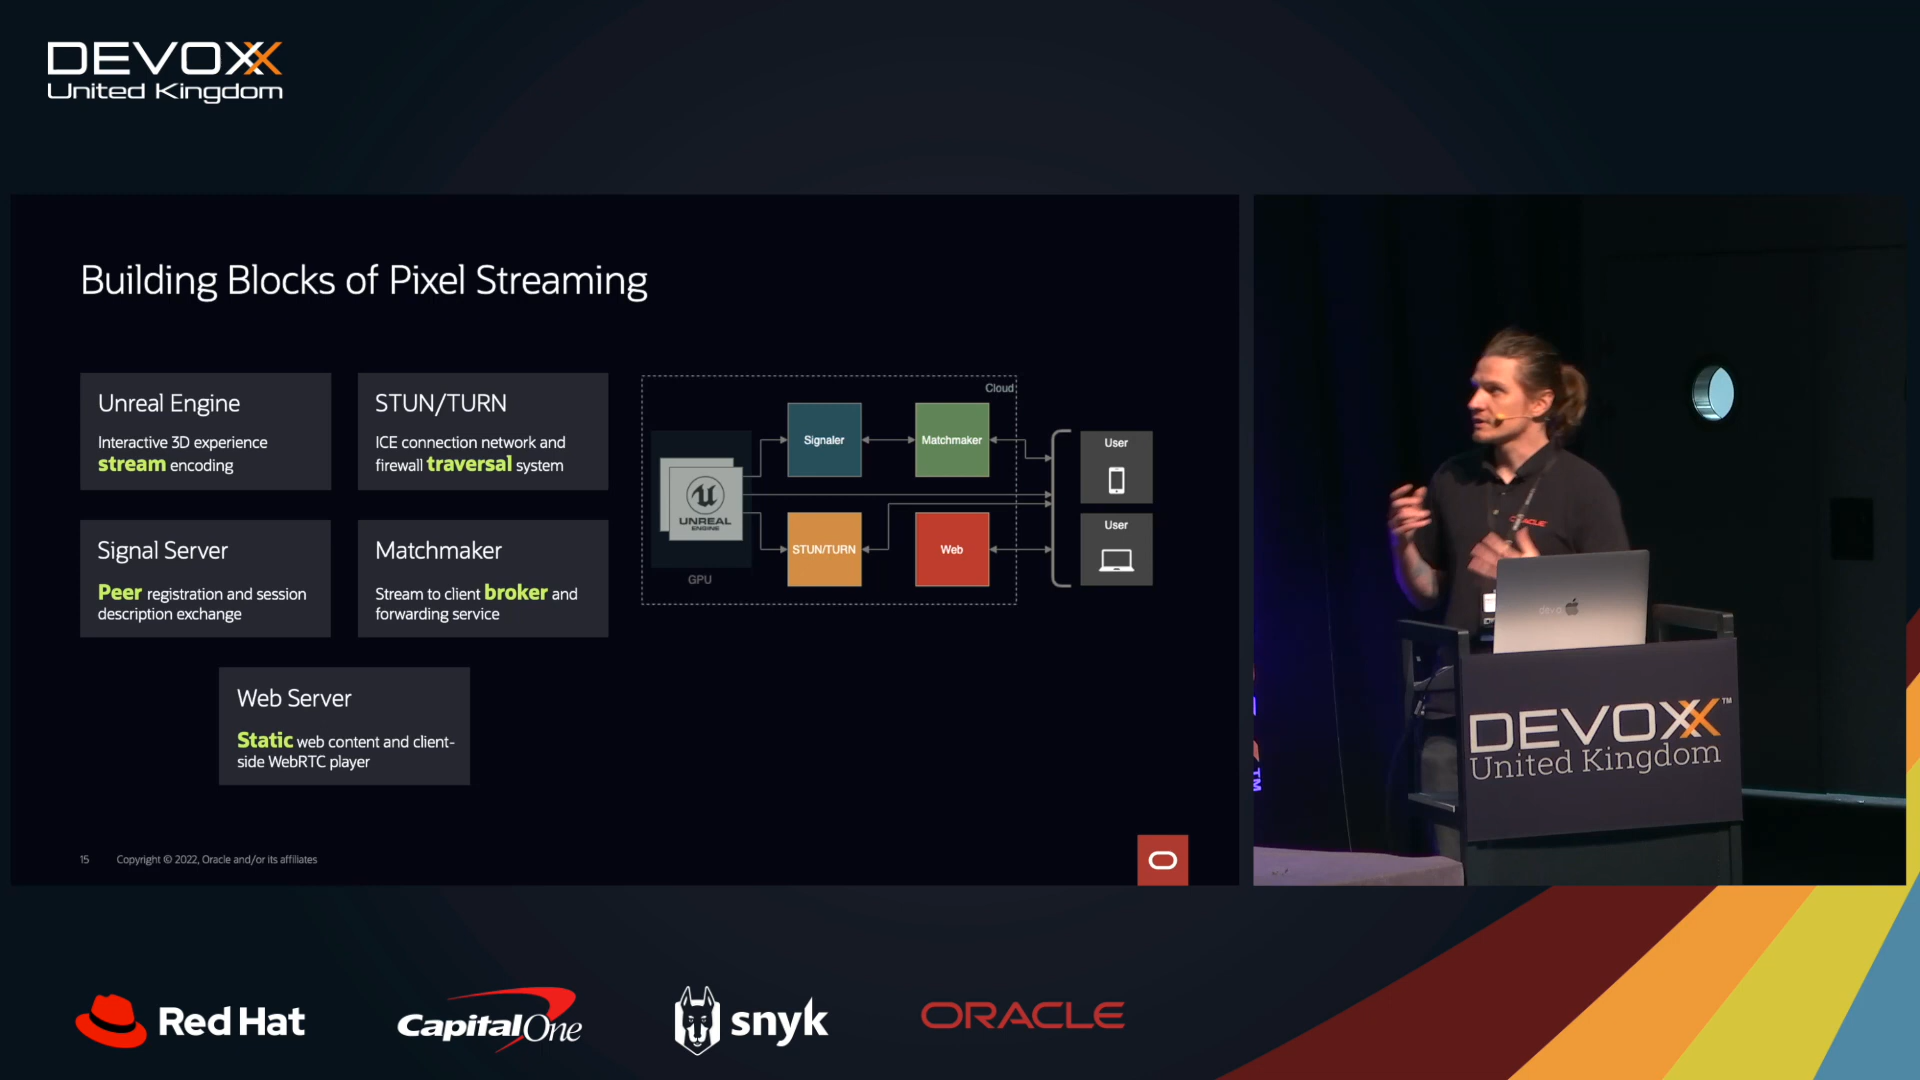 DEVOXX
United Kingdom
Building Blocks of Pixel Streaming
Unreal Engine
Interactive 3D experience
stream encoding
STUN/TURN
ICE connection network and
firewall traversal system
Signal Server
Peer registration and session
description exchange
Matchmaker
Stream to client broker and
forwarding service
Web Server
Static web content and client-
side WebRTC player
Cloud
Signaler
Matchmaker
UNREAL
ENGINE
GPU
STUN/TURN
Web
User
User
15 Copyright © 2022, Oracle and/or its affiliates
ORACLE
DEVOXX™
United Kingdom
TM
Red Hat
Capital One
snyk
ORACLE